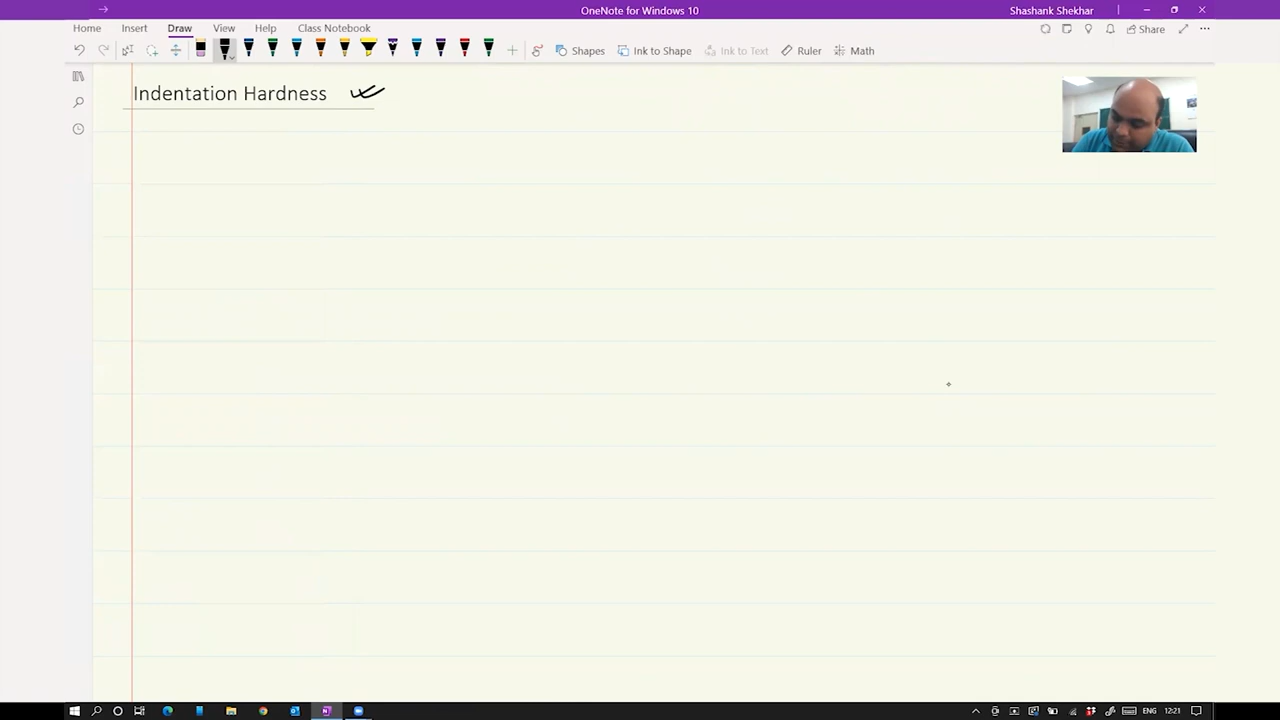 OneNote for Windows 10
Shashank Shekhar
Home Insert Draw View Help Class Notebook
Share
Shapes Ink to Shape Ink to Text Ruler Math
Indentation Hardness
ENG 12:21